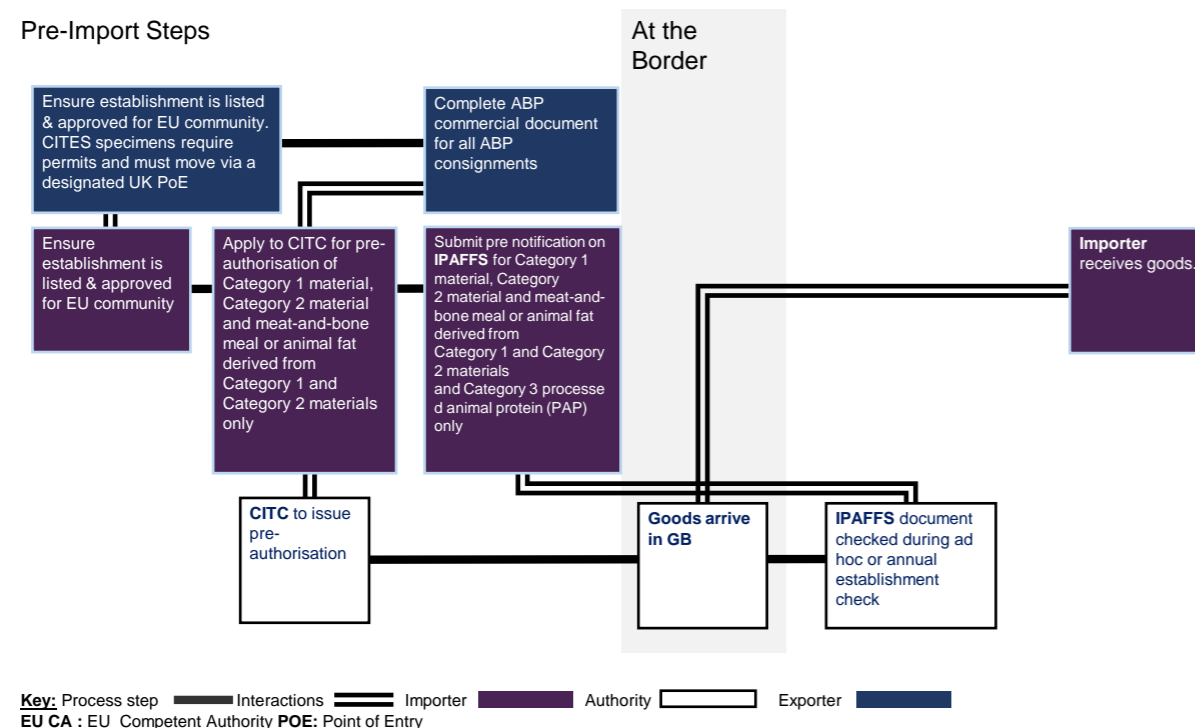 Pre-Import Steps
At the
Border
Ensure establishment is listed
& approved for EU community.
CITES specimens require
permits and must move via a
designated UK PoE
Complete ABP
commercial document
for all ABP
consignments
Ensure
establishment is
listed & approved
for EU community
Apply to CITC for pre-
authorisation of
Category 1 material,
Category 2 material
and meat-and-bone
meal or animal fat
derived from
Category 1 and
Category 2 materials
only
Submit pre notification on
IPAFFS for Category 1
material, Category
2 material and meat-and-
bone meal or animal fat
derived from
Category 1 and Category
2 materials
and Category 3 processe
d animal protein (PAP)
only
Importer
receives goods.
CITC to issue
pre-
authorisation
Goods arrive
in GB
IPAFFS document
checked during ad
hoc or annual
establishment
check
Key: Process step Interactions Importer Authority Exporter
EU CA : EU Competent Authority POE: Point of Entry